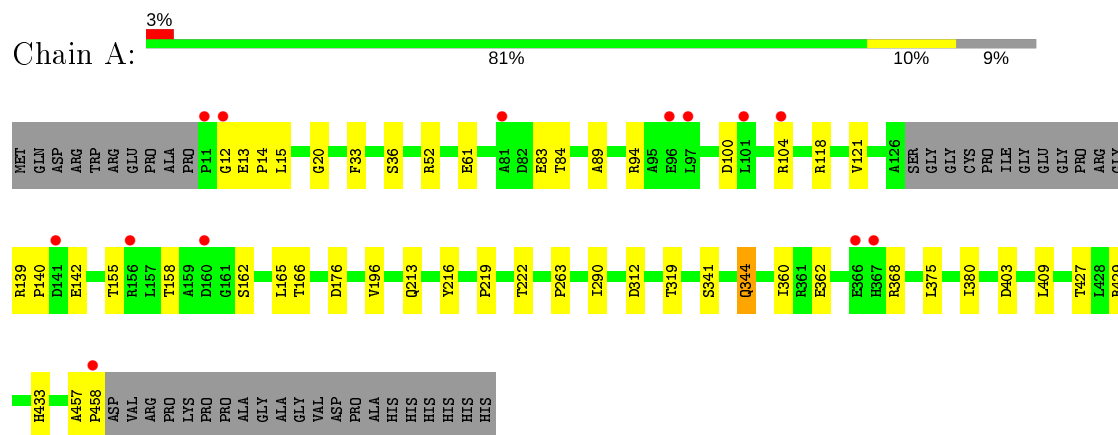 3%
Chain A:
81% 10% 9%
MET GLN ASP ARG TRP ARG GLU PRO ALA PRO P11 G12 E13 P14 L15 G20 F33 S36 R52 E61 A81 D82 E83 T84 A89 R94 A95 E96 L97 D100 L101 R104 R118 V121 A126 SER GLY GLY CYS PRO ILE GLY GLU GLY PRO ARG GLY
R139 P140 D141 E142 T155 R156 L157 T158 A159 D160 G161 S162 L165 T166 D176 V196 Q213 Y216 P219 T222 P263 I290 D312 T319 S341 Q344 I360 R361 E362 E366 H367 R368 L375 I380 D403 L409 T427 L428
H433 A457 P458 ASP VAL ARG PRO LYS PRO PRO ALA GLY ALA GLY VAL ASP PRO ALA HIS HIS HIS HIS HIS HIS